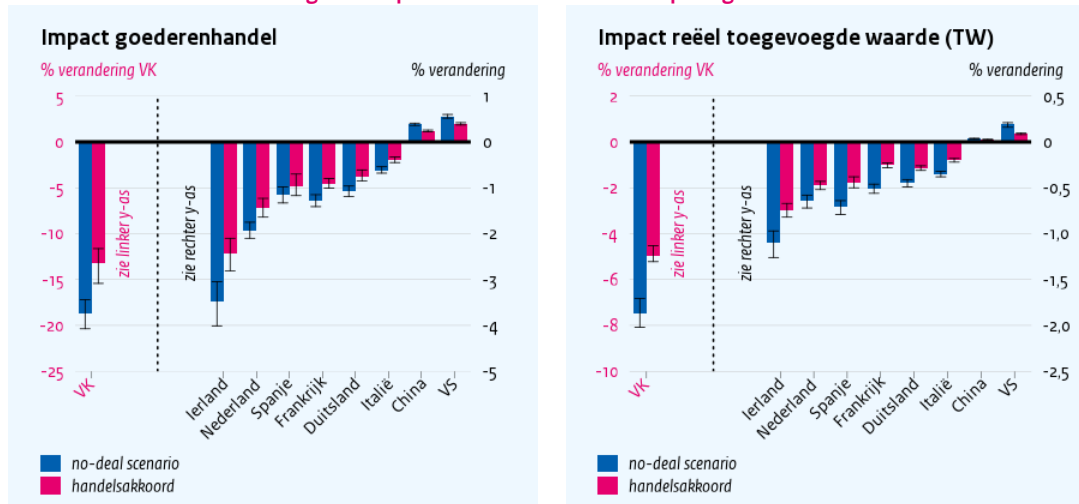 Impact goederenhandel
% verandering VK
% verandering
5
0
-5
-10
-15
-20
-25
zie linker y-as
zie rechter y-as
1
0
-1
-2
-3
-4
-5
VK
Ierland
Nederland
Spanje
Frankrijk
Duitsland
Italië
China
VS
no-deal scenario
handelsakkoord
Impact reëel toegevoegde waarde (TW)
% verandering VK
% verandering
2
0
-2
-4
-6
-8
-10
zie linker y-as
zie rechter y-as
0,5
0
-0,5
-1,0
-1,5
-2,0
-2,5
VK
Ierland
Nederland
Spanje
Frankrijk
Duitsland
Italië
China
VS
no-deal scenario
handelsakkoord